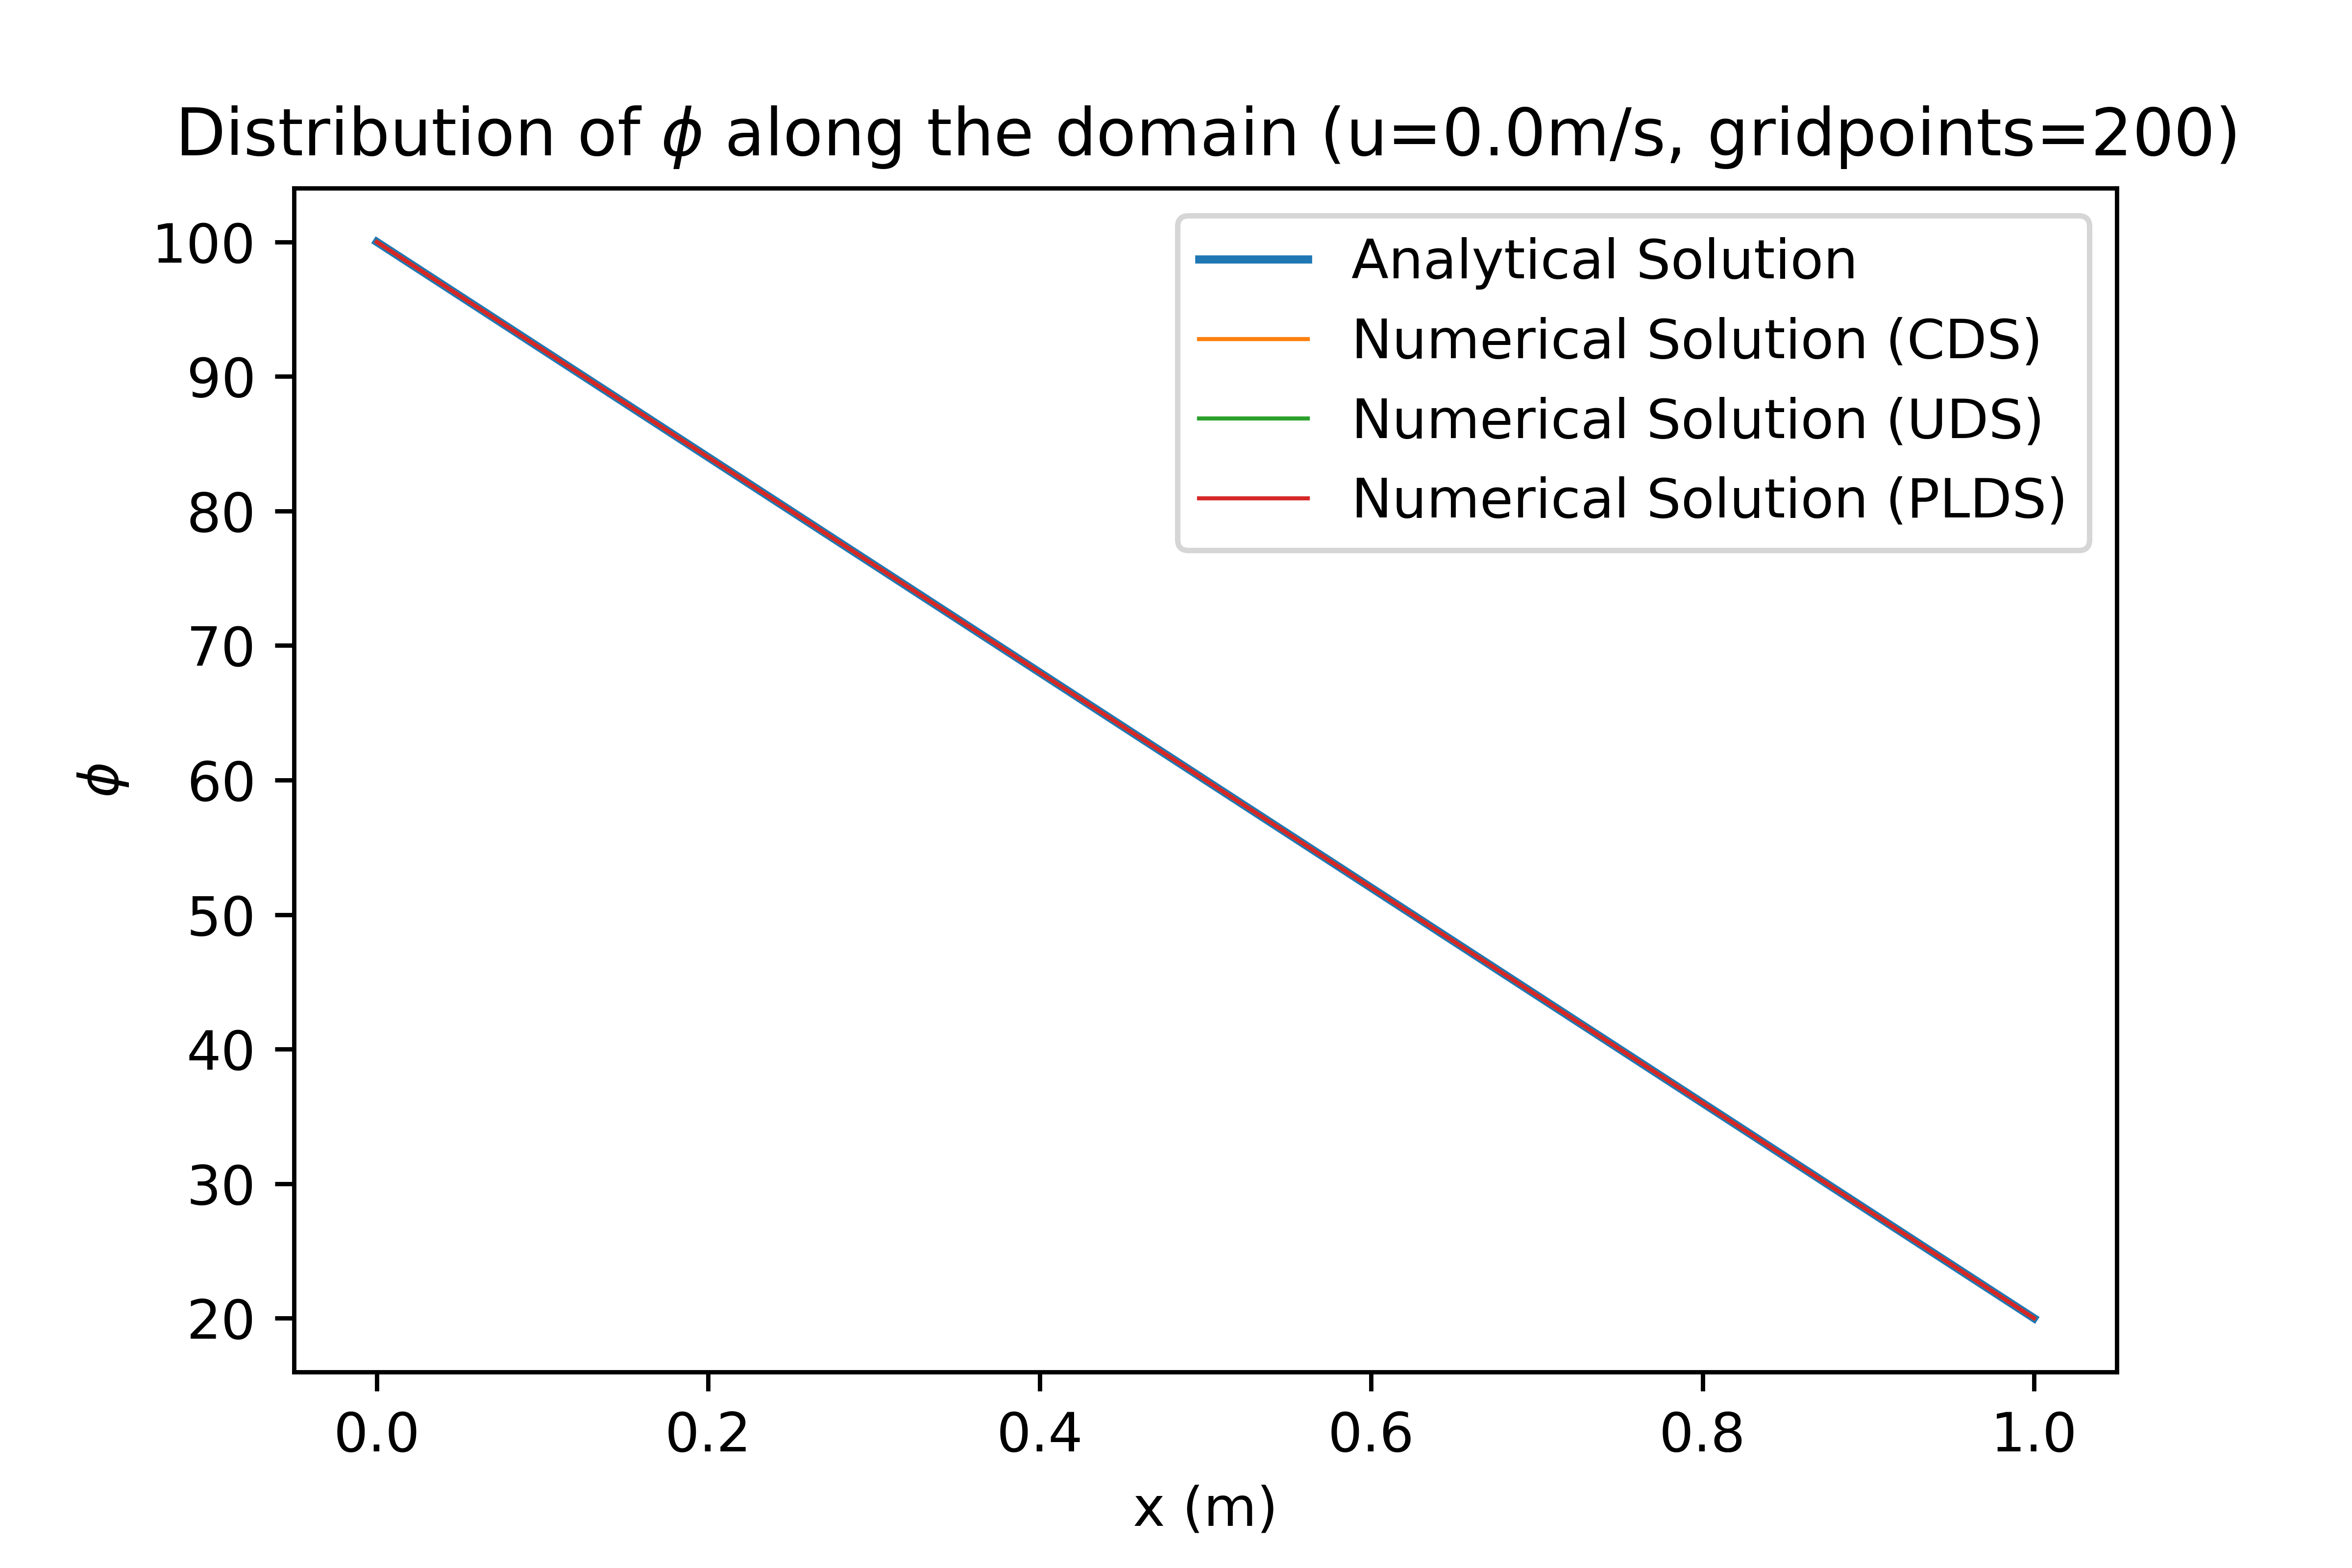 Distribution of ϕ along the domain (u=0.0m/s, gridpoints=200)
Analytical Solution
Numerical Solution (CDS)
Numerical Solution (UDS)
Numerical Solution (PLDS)
100
90
80
70
60
50
40
30
20
ϕ
0.0 0.2 0.4 0.6 0.8 1.0
x (m)